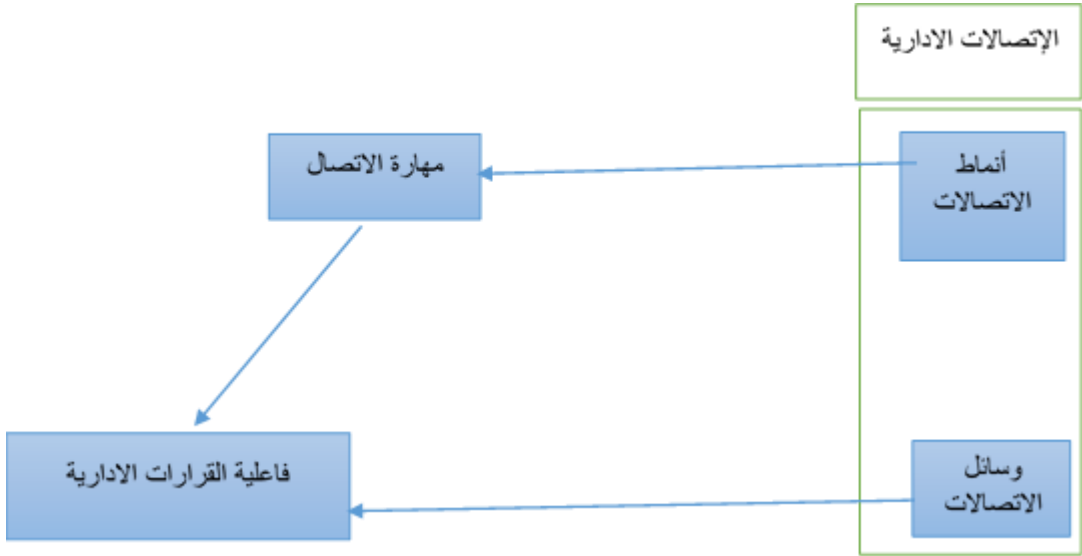 الإتصالات الادارية
أنماط
الاتصالات
مهارة الاتصال
وسائل
الاتصالات
فاعلية القرارات الادارية